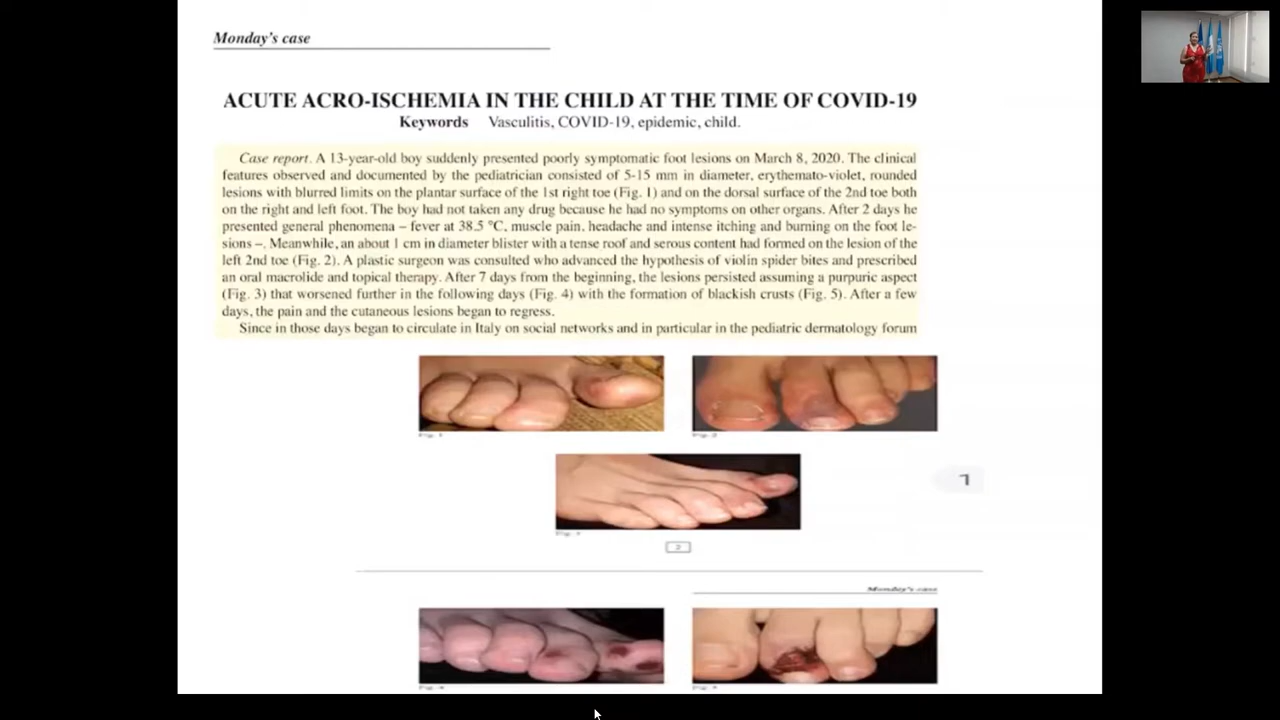 Monday's case
ACUTE ACRO-ISCHEMIA IN THE CHILD AT THE TIME OF COVID-19
Keywords Vasculitis, COVID-19, epidemic, child.
Case report. A 13-year-old boy suddenly presented poorly symptomatic foot lesions on March 8, 2020. The clinical
features observed and documented by the pediatrician consisted of 5-15 mm in diameter, erythemato-violet, rounded
lesions with blurred limits on the plantar surface of the 1st right toe (Fig. 1) and on the dorsal surface of the 2nd toe both
on the right and left foot. The boy had not taken any drug because he had no symptoms on other organs. After 2 days he
presented general phenomena – fever at 38.5 °C, muscle pain, headache and intense itching and burning on the foot le-
sions –. Meanwhile, an about 1 cm in diameter blister with a tense roof and serous content had formed on the lesion of the
left 2nd toe (Fig. 2). A plastic surgeon was consulted who advanced the hypothesis of violin spider bites and prescribed
an oral macrolide and topical therapy. After 7 days from the beginning, the lesions persisted assuming a purpuric aspect
(Fig. 3) that worsened further in the following days (Fig. 4) with the formation of blackish crusts (Fig. 5). After a few
days, the pain and the cutaneous lesions began to regress.
Since in those days began to circulate in Italy on social networks and in particular in the pediatric dermatology forum
Fig. 1
Fig. 2
Fig.
2
Monday's case
Fig. 4
Fig.